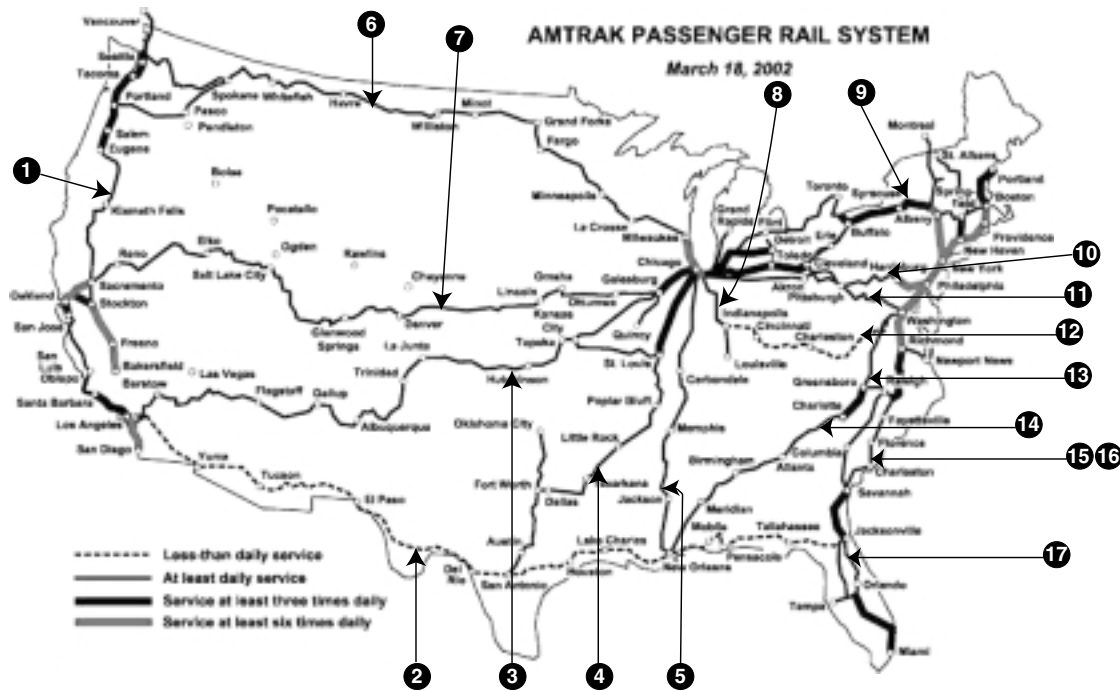 AMTRAK PASSENGER RAIL SYSTEM
March 18, 2002
1
2
3
4
5
6
7
8
9
10
11
12
13
14
15 16
17
Vancouver
Seattle
Tacoma
Portland
Salem
Eugene
Spokane
Whitefish
Havre
Pasco
Pendleton
Williston
Minot
Grand Forks
Fargo
Minneapolis
La Crosse
Milwaukee
Chicago
Klamath Falls
Boise
Pocatello
Ogden
Rawlins
Cheyenne
Reno
Elko
Salt Lake City
Sacramento
Oakland
Stockton
San Jose
San
Luis
Obispo
Fresno
Bakersfield
Barstow
Las Vegas
Santa Barbara
Los Angeles
San Diego
Glenwood
Springs
Denver
La Junta
Trinidad
Flagstaff
Gallup
Albuquerque
Yuma
Tucson
El Paso
Lincoln
Omaha
Ottumwa
Galesburg
Quincy
Kansas
City
Topeka
Hutchinson
St. Louis
Poplar Bluff
Little Rock
Texarkana
Oklahoma City
Fort Worth
Dallas
Austin
Del
Rio
San Antonio
Houston
Lake Charles
New Orleans
Carbondale
Memphis
Jackson
Birmingham
Meridian
Mobile
Pensacola
Tallahassee
Atlanta
Grand
Rapids
Flint
Detroit
Toledo
Cleveland
Akron
Pittsburgh
Erie
Buffalo
Toronto
Syracuse
Albany
Montreal
St. Albans
Portland
Boston
Providence
New Haven
New York
Philadelphia
Washington
Richmond
Newport News
Indianapolis
Cincinnati
Charleston
Louisville
Greensboro
Raleigh
Charlotte
Fayetteville
Columbia
Florence
Charleston
Savannah
Jacksonville
Orlando
Tampa
Miami
Less-than daily service
At least daily service
Service at least three times daily
Service at least six times daily